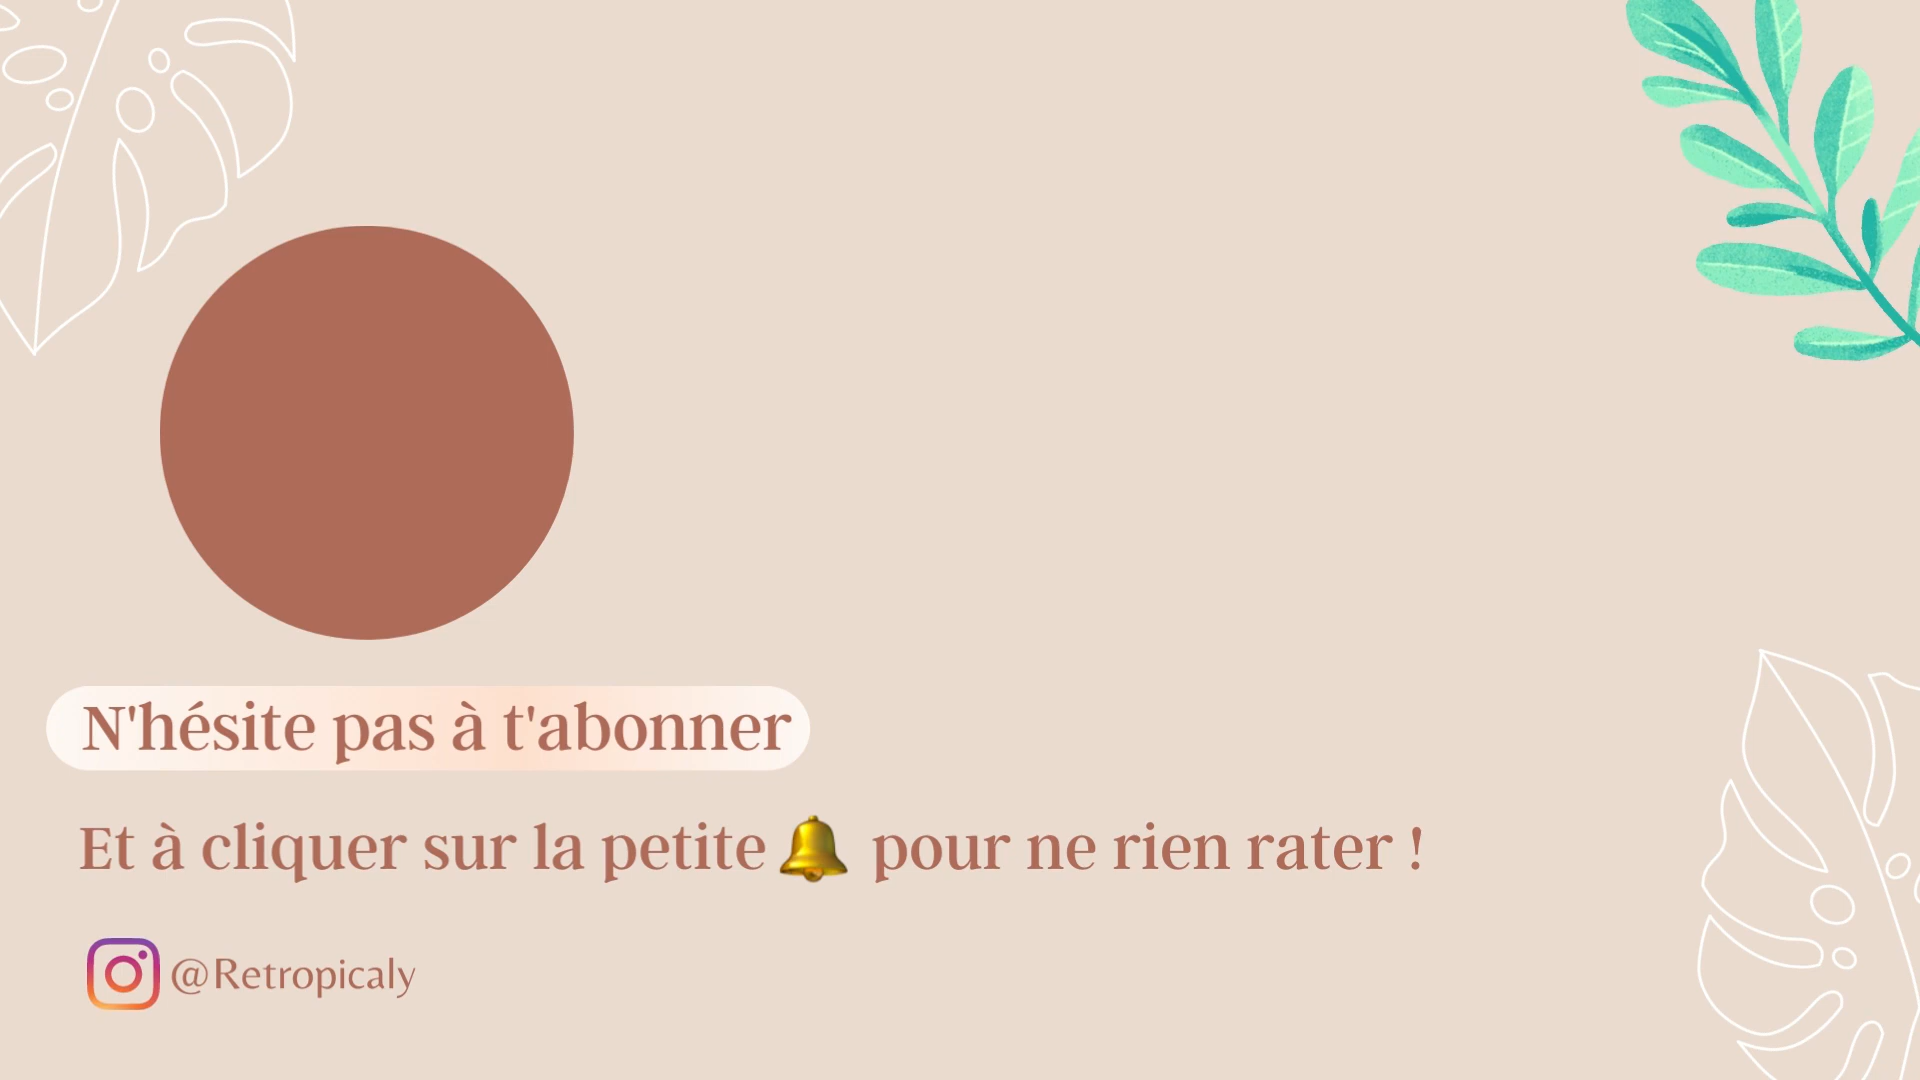 N'hésite pas à t'abonner
Et à cliquer sur la petite 🔔 pour ne rien rater !
@Retropicaly